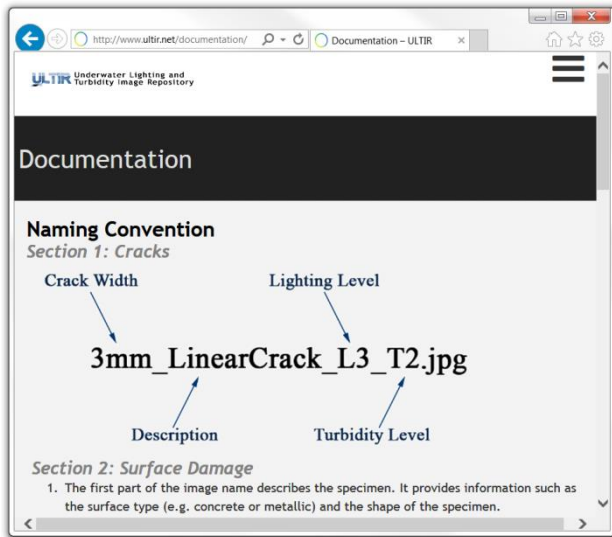 http://www.ultir.net/documentation/
Documentation – ULTIR
ULTIR Underwater Lighting and
Turbidity Image Repository
Documentation
Naming Convention
Section 1: Cracks
Crack Width
Lighting Level
3mm_LinearCrack_L3_T2.jpg
Description
Turbidity Level
Section 2: Surface Damage
1. The first part of the image name describes the specimen. It provides information such as
the surface type (e.g. concrete or metallic) and the shape of the specimen.